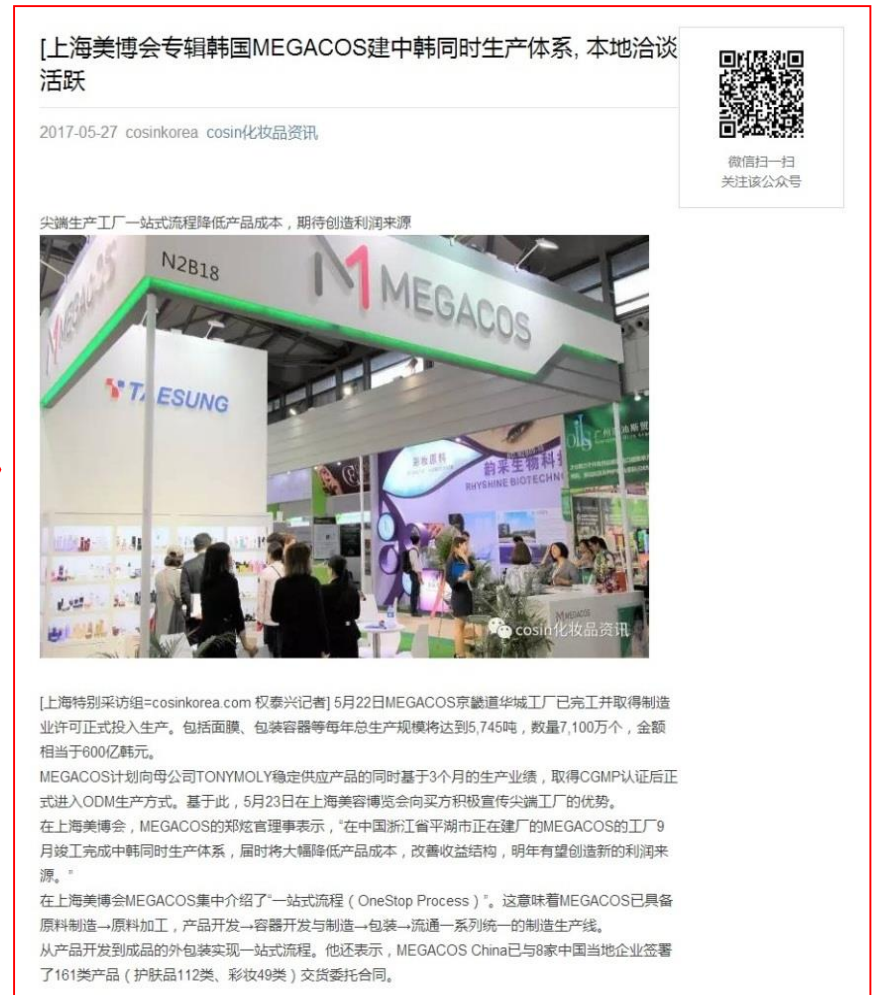 [上海美博会专辑韩国MEGACOS建中韩同时生产体系, 本地洽谈
活跃
2017-05-27 cosinkorea cosin化妆品资讯
微信扫一扫
关注该公众号
尖端生产工厂一站式流程降低产品成本，期待创造利润来源
N2B18
MEGACOS
MEGACOS
TAESUNG
韵采生物科
RHYSHINE BIOTECHN
MEGACOS
cosin化妆品资讯
[上海特别采访组=cosinkorea.com 权泰兴记者] 5月22日MEGACOS京畿道华城工厂已完工并取得制造
业许可正式投入生产。包括面膜、包装容器等每年总生产规模将达到5,745吨，数量7,100万个，金额
相当于600亿韩元。
MEGACOS计划向母公司TONYMOLY稳定供应产品的同时基于3个月的生产业绩，取得CGMP认证后正
式进入ODM生产方式。基于此，5月23日在上海美容博览会向买方积极宣传尖端工厂的优势。
在上海美博会，MEGACOS的郑炫官理事表示，“在中国浙江省平湖市正在建厂的MEGACOS的工厂9
月竣工完成中韩同时生产体系，届时将大幅降低产品成本，改善收益结构，明年有望创造新的利润来
源。”
在上海美博会MEGACOS集中介绍了“一站式流程（OneStop Process）”。这意味着MEGACOS已具备
原料制造→原料加工，产品开发→容器开发与制造→包装→流通一系列统一的制造生产线。
从产品开发到成品的外包装实现一站式流程。他还表示，MEGACOS China已与8家中国当地企业签署
了161类产品（护肤品112类、彩妆49类）交货委托合同。